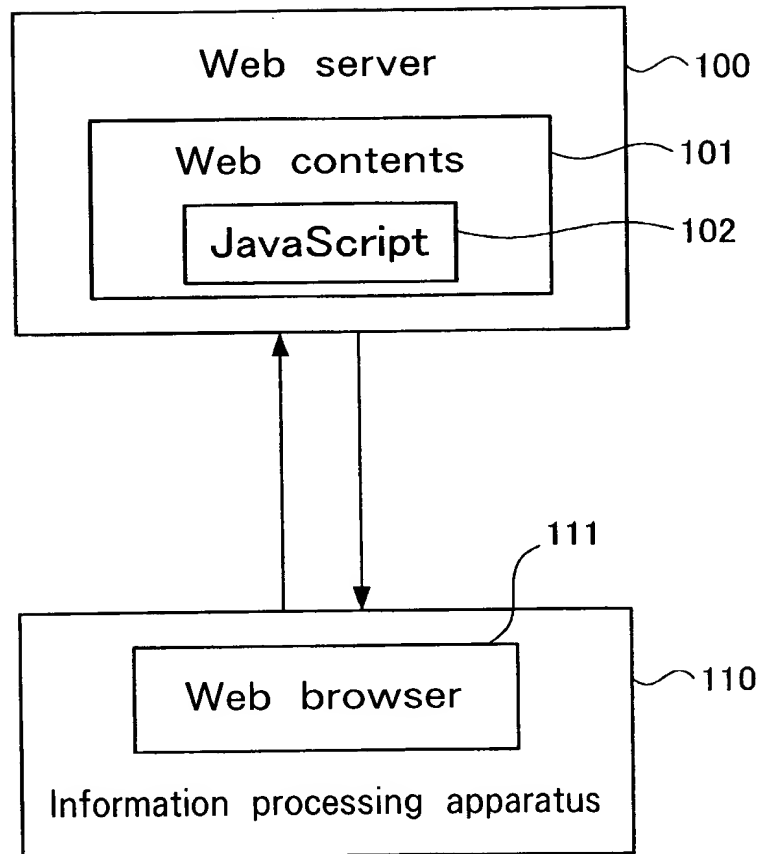 Web server
100
Web contents
101
JavaScript
102
111
Web browser
110
Information processing apparatus